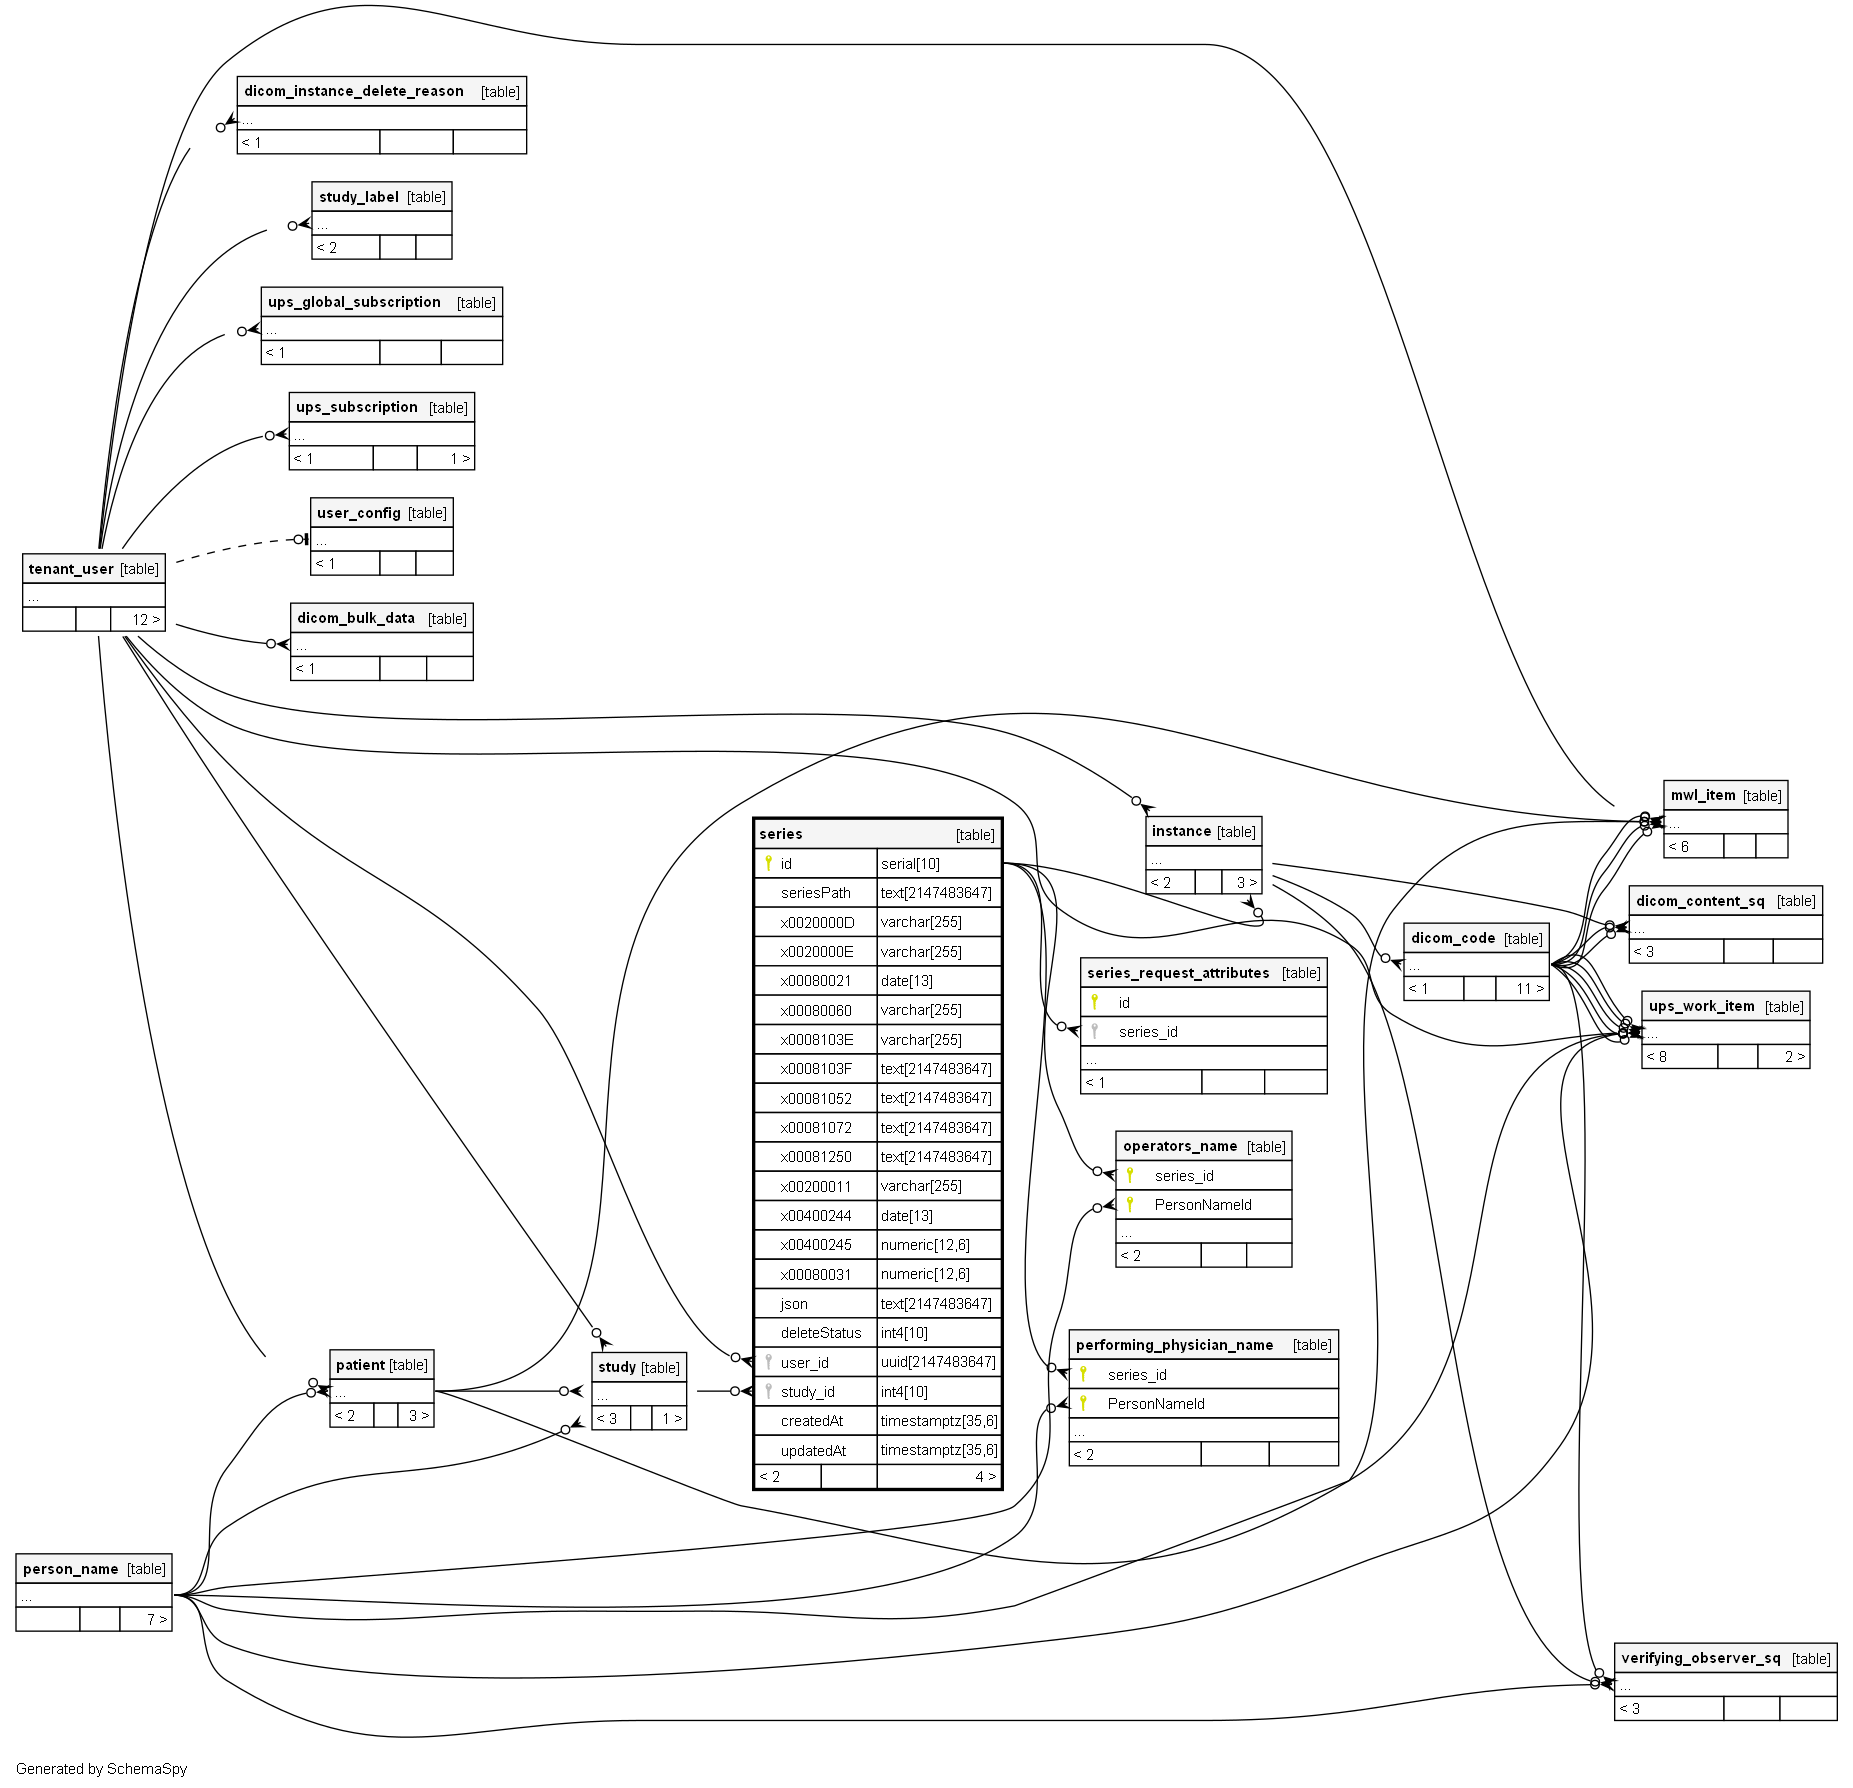 dicom_instance_delete_reason [table]
...
< 1
study_label [table]
...
< 2
ups_global_subscription [table]
...
< 1
ups_subscription [table]
...
< 1 1 >
user_config [table]
...
< 1
tenant_user [table]
...
12 >
dicom_bulk_data [table]
...
< 1
mwl_item [table]
...
< 6
instance [table]
...
< 2 3 >
dicom_content_sq [table]
...
< 3
dicom_code [table]
...
< 1 11 >
ups_work_item [table]
...
< 8 2 >
series [table]
id serial[10]
seriesPath text[2147483647]
x0020000D varchar[255]
x0020000E varchar[255]
x00080021 date[13]
x00080060 varchar[255]
x0008103E varchar[255]
x0008103F text[2147483647]
x00081052 text[2147483647]
x00081072 text[2147483647]
x00081250 text[2147483647]
x00200011 varchar[255]
x00400244 date[13]
x00400245 numeric[12,6]
x00080031 numeric[12,6]
json text[2147483647]
deleteStatus int4[10]
user_id uuid[2147483647]
study_id int4[10]
createdAt timestamptz[35,6]
updatedAt timestamptz[35,6]
< 2 4 >
series_request_attributes [table]
id
series_id
...
< 1
operators_name [table]
series_id
PersonNameId
...
< 2
performing_physician_name [table]
series_id
PersonNameId
...
< 2
patient [table]
...
< 2 3 >
study [table]
...
< 3 1 >
person_name [table]
...
7 >
verifying_observer_sq [table]
...
< 3
Generated by SchemaSpy